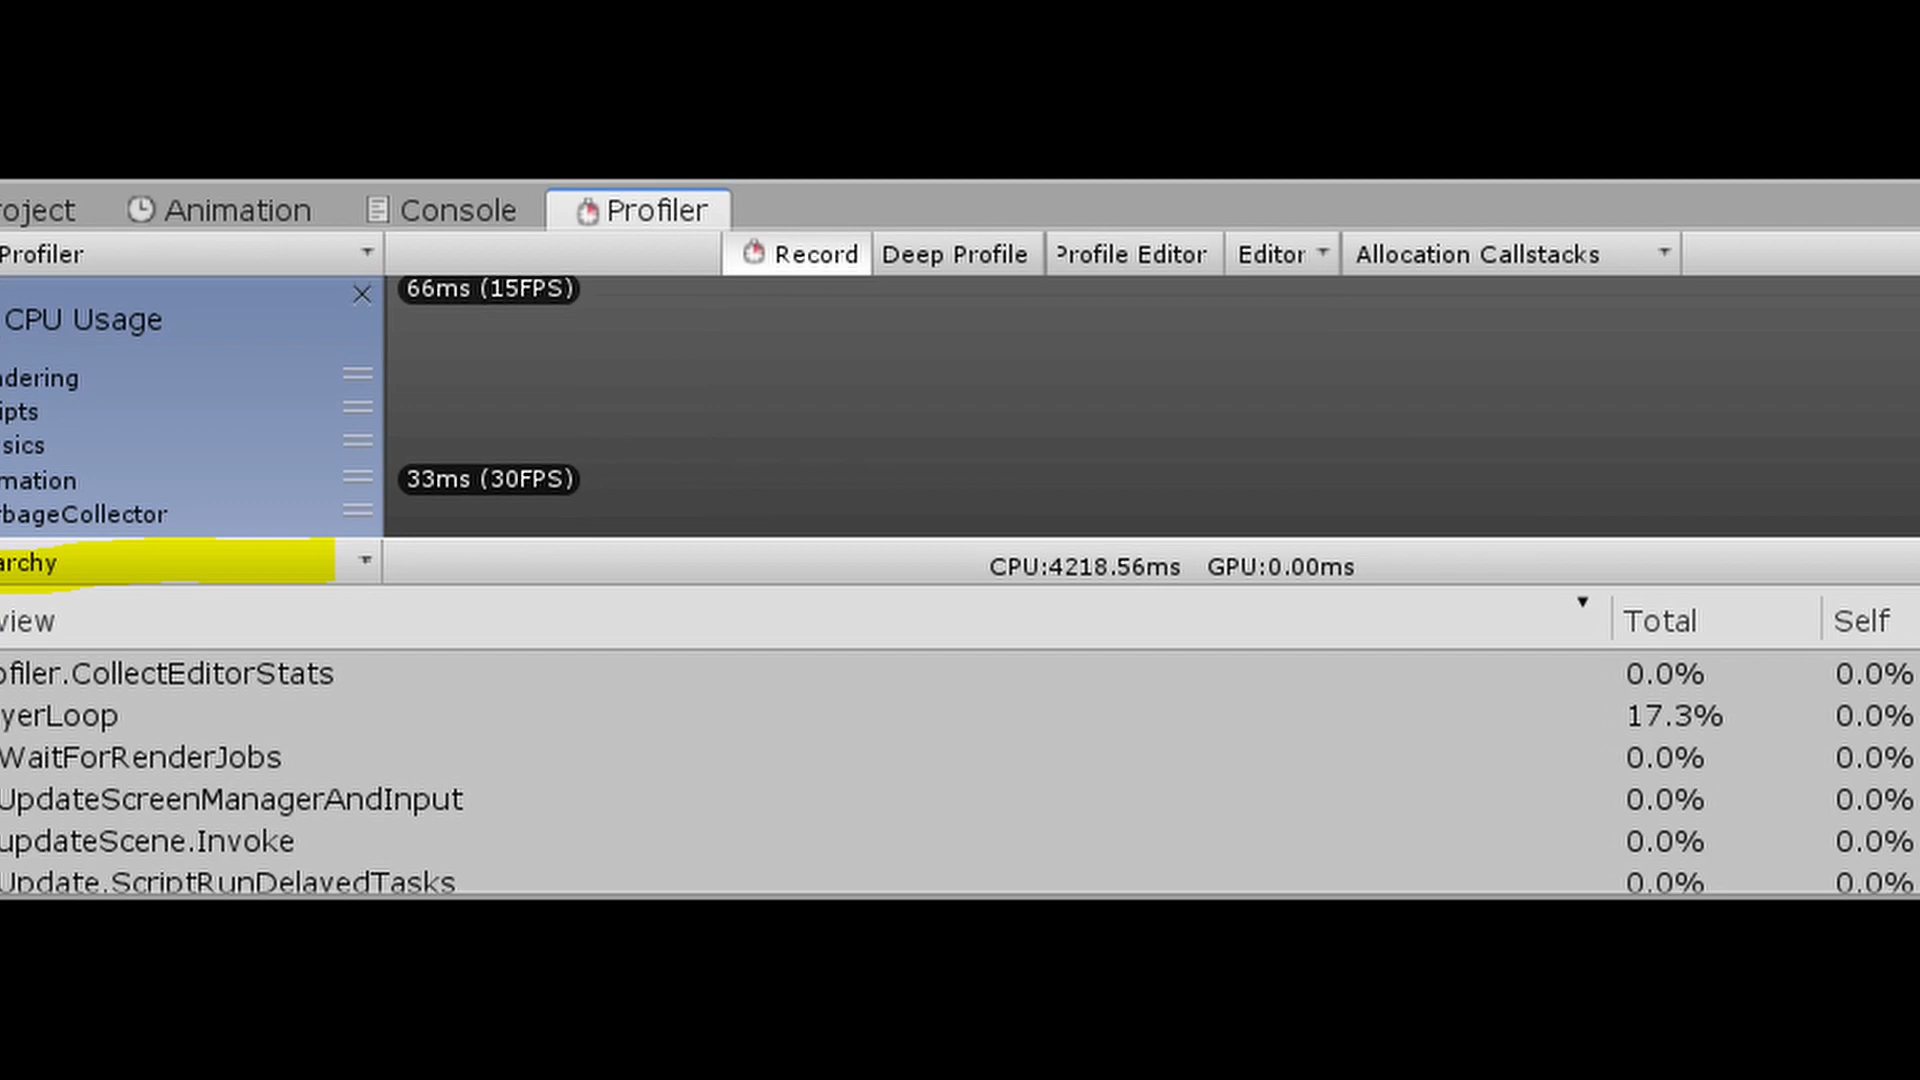 roject Animation Console Profiler
Profiler Record Deep Profile Profile Editor Editor Allocation Callstacks
66ms (15FPS)
CPU Usage
dering
ipts
sics
33ms (30FPS)
mation
bageCollector
archy CPU:4218.56ms GPU:0.00ms
view Total Self
ofiler.CollectEditorStats 0.0% 0.0%
yerLoop 17.3% 0.0%
WaitForRenderJobs 0.0% 0.0%
UpdateScreenManagerAndInput 0.0% 0.0%
updateScene.Invoke 0.0% 0.0%
Update.ScriptRunDelayedTasks 0.0% 0.0%